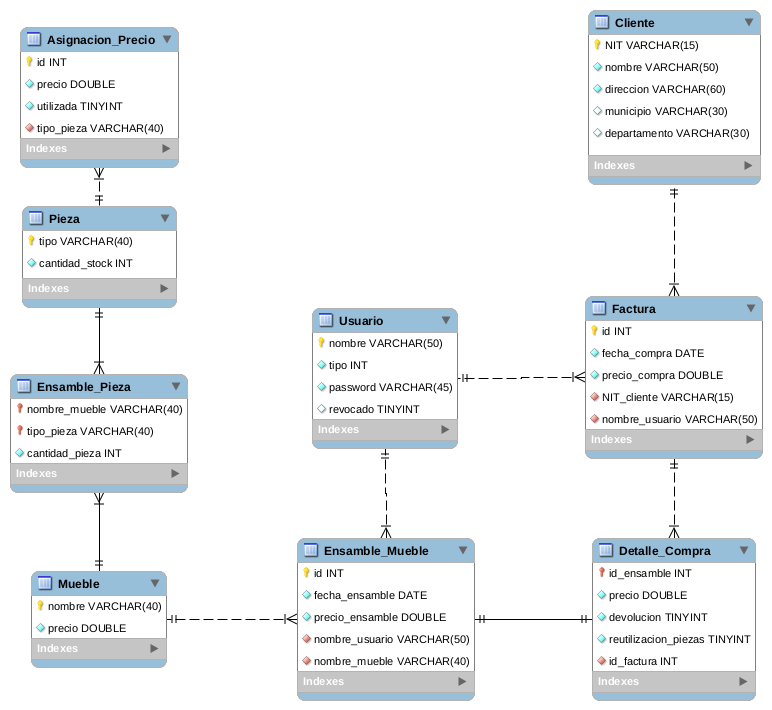 Asignacion_Precio
id INT
precio DOUBLE
utilizada TINYINT
tipo_pieza VARCHAR(40)
Indexes
Pieza
tipo VARCHAR(40)
cantidad_stock INT
Indexes
Ensamble_Pieza
nombre_mueble VARCHAR(40)
tipo_pieza VARCHAR(40)
cantidad_pieza INT
Indexes
Mueble
nombre VARCHAR(40)
precio DOUBLE
Indexes
Usuario
nombre VARCHAR(50)
tipo INT
password VARCHAR(45)
revocado TINYINT
Indexes
Ensamble_Mueble
id INT
fecha_ensamble DATE
precio_ensamble DOUBLE
nombre_usuario VARCHAR(50)
nombre_mueble VARCHAR(40)
Indexes
Cliente
NIT VARCHAR(15)
nombre VARCHAR(50)
direccion VARCHAR(60)
municipio VARCHAR(30)
departamento VARCHAR(30)
Indexes
Factura
id INT
fecha_compra DATE
precio_compra DOUBLE
NIT_cliente VARCHAR(15)
nombre_usuario VARCHAR(50)
Indexes
Detalle_Compra
id_ensamble INT
precio DOUBLE
devolucion TINYINT
reutilizacion_piezas TINYINT
id_factura INT
Indexes